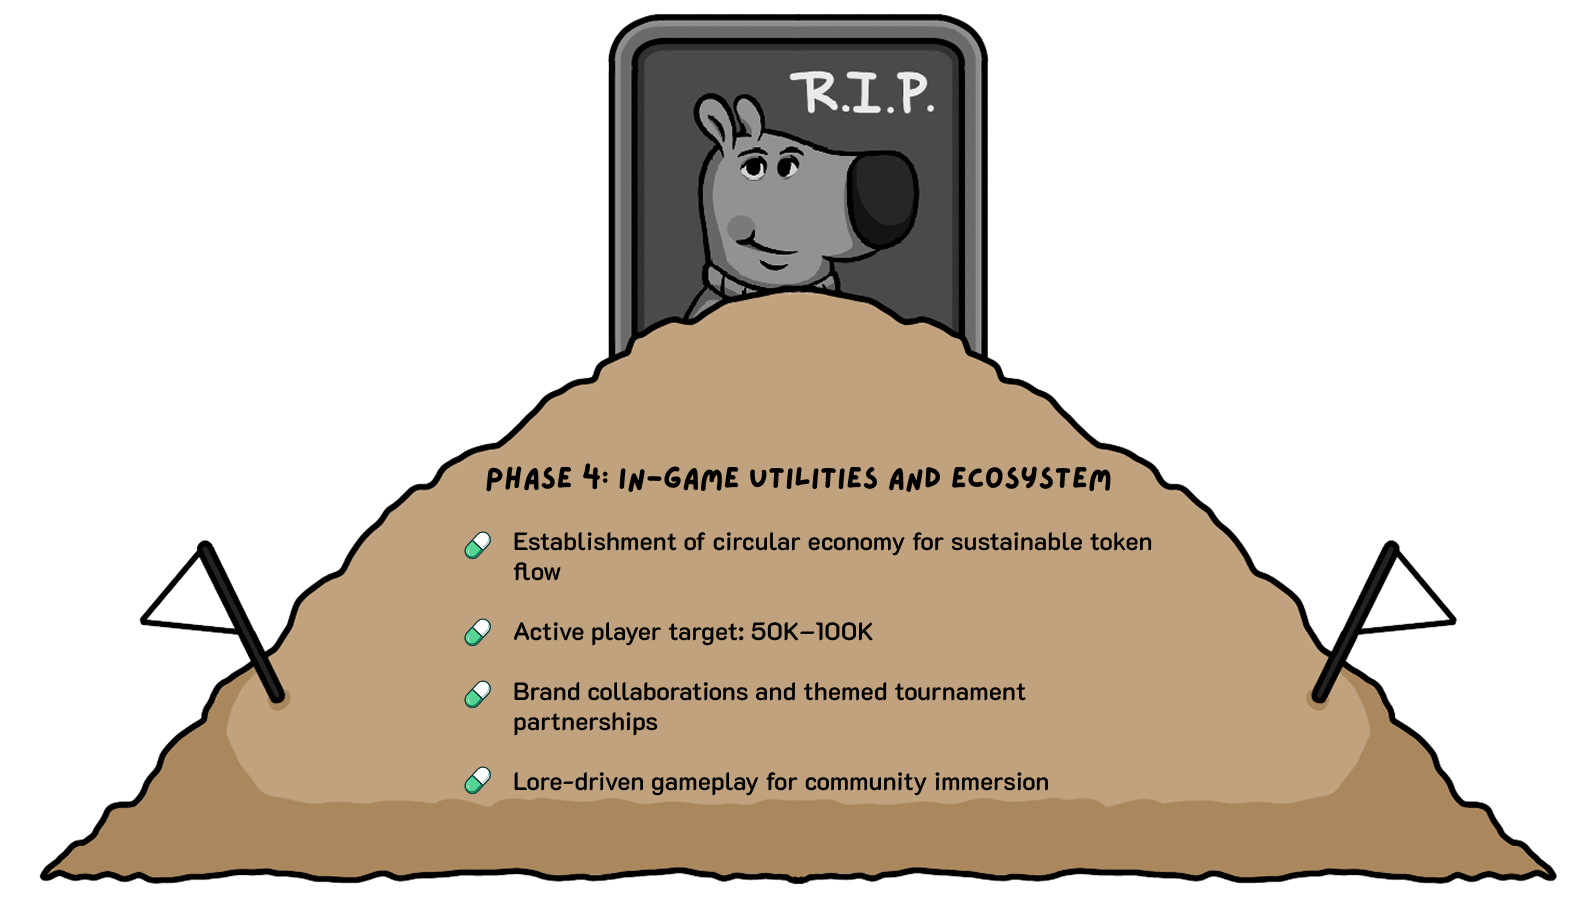 R.I.P.
PHASE 4: IN-GAME UTILITIES AND ECOSYSTEM
Establishment of circular economy for sustainable token
flow
Active player target: 50K–100K
Brand collaborations and themed tournament
partnerships
Lore-driven gameplay for community immersion